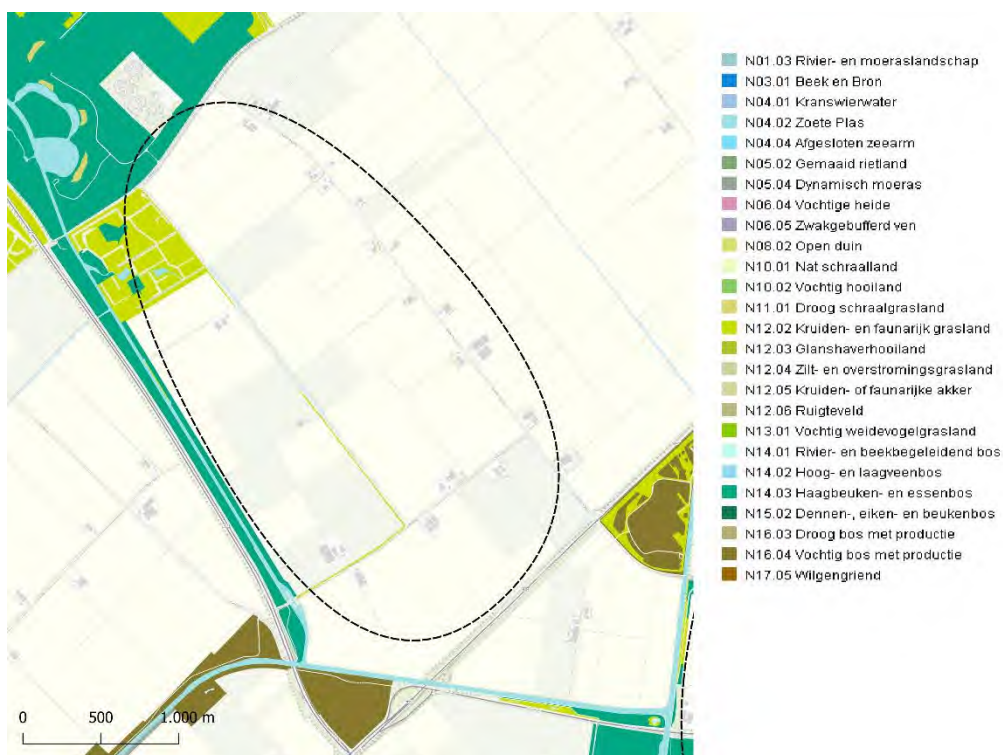 N01.03 Rivier- en moeraslandschap
N03.01 Beek en Bron
N04.01 Kranswierwater
N04.02 Zoete Plas
N04.04 Afgesloten zeearm
N05.02 Gemaaid rietland
N05.04 Dynamisch moeras
N06.04 Vochtige heide
N06.05 Zwakgebufferd ven
N08.02 Open duin
N10.01 Nat schraalland
N10.02 Vochtig hooiland
N11.01 Droog schraalgrasland
N12.02 Kruiden- en faunarijk grasland
N12.03 Glanshaverhooiland
N12.04 Zilt- en overstromingsgrasland
N12.05 Kruiden- of faunarijke akker
N12.06 Ruigteveld
N13.01 Vochtig weidevogelgrasland
N14.01 Rivier- en beekbegeleidend bos
N14.02 Hoog- en laagveenbos
N14.03 Haagbeuken- en essenbos
N15.02 Dennen-, eiken- en beukenbos
N16.03 Droog bos met productie
N16.04 Vochtig bos met productie
N17.05 Wilgengriend
0 500 1.000 m